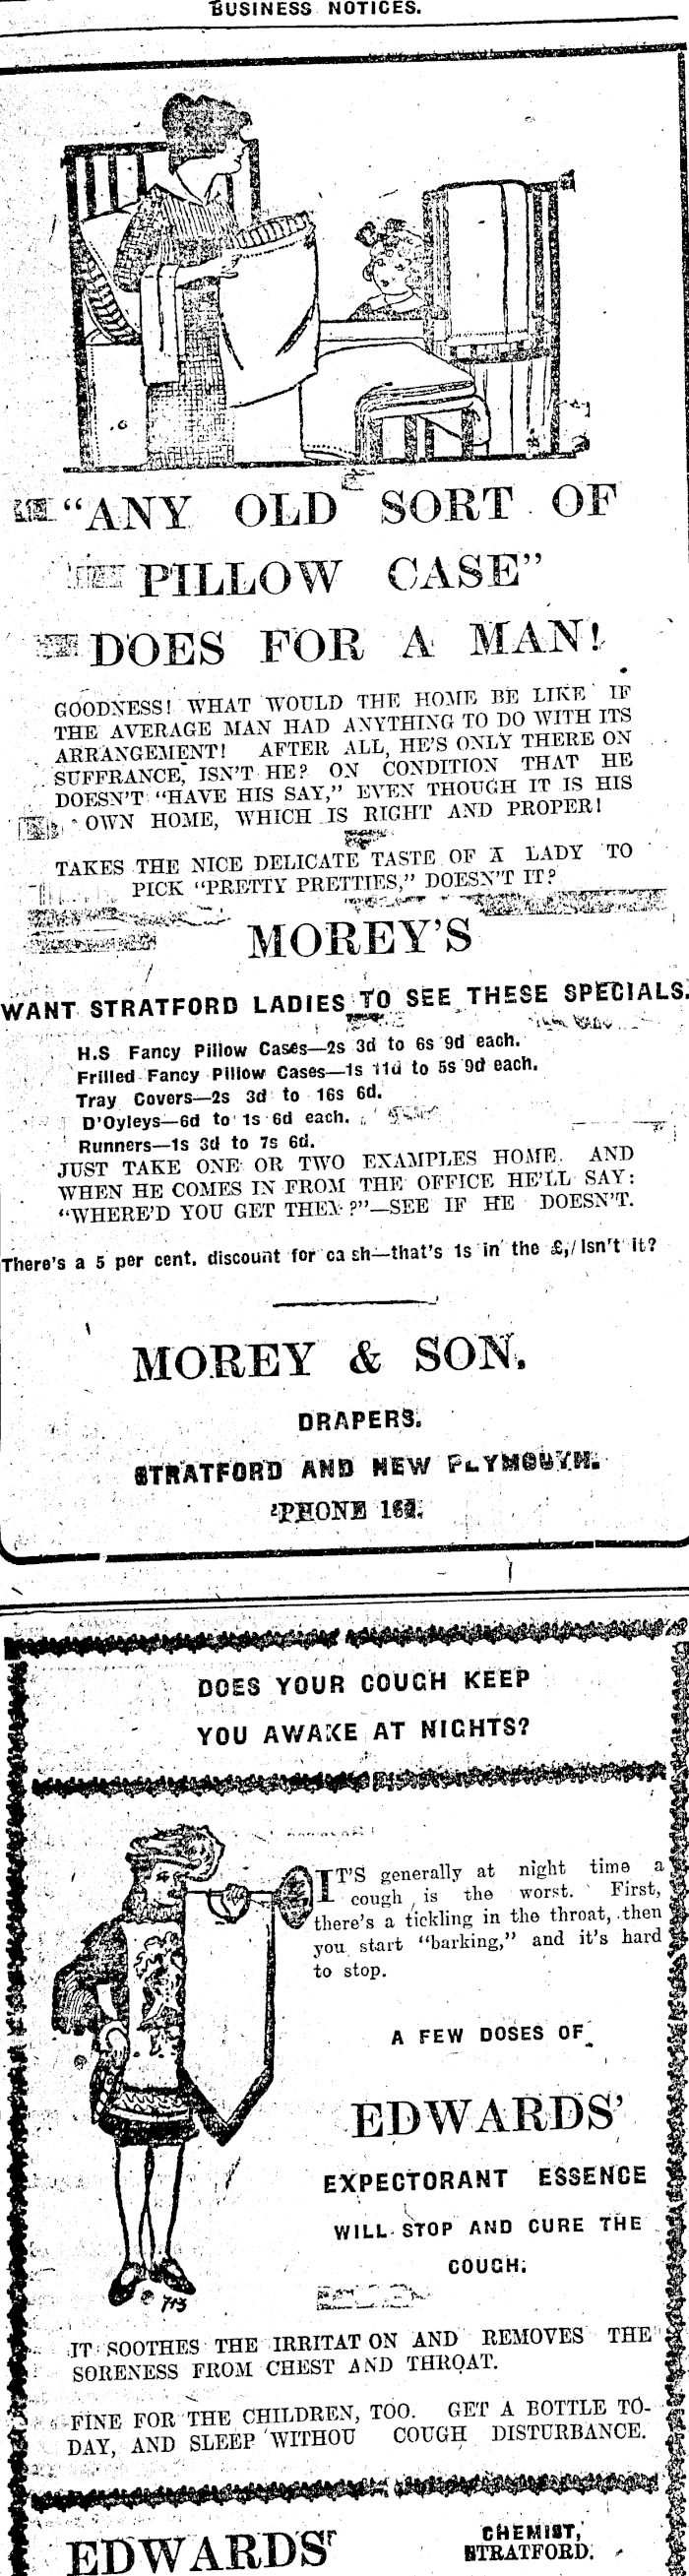 BUSINESS NOTICES.
"ANY OLD SORT OF
PILLOW CASE"
DOES FOR A MAN!
GOODNESS! WHAT WOULD THE HOME BE LIKE IF
THE AVERAGE MAN HAD ANYTHING TO DO WITH ITS
ARRANGEMENT! AFTER ALL, HE'S ONLY THERE ON
SUFFRANCE, ISN'T HE? ON CONDITION THAT HE
DOESN'T "HAVE HIS SAY," EVEN THOUGH IT IS HIS
OWN HOME, WHICH IS RIGHT AND PROPER!
TAKES THE NICE DELICATE TASTE OF A LADY TO
PICK "PRETTY PRETTIES," DOESN'T IT?
MOREY'S
WANT STRATFORD LADIES TO SEE THESE SPECIALS.
H.S Fancy Pillow Cases—2s 3d to 6s 9d each.
Frilled Fancy Pillow Cases—1s 11d to 5s 9d each.
Tray Covers—2s 3d to 16s 6d.
D'Oyleys—6d to 1s 6d each.
Runners—1s 3d to 7s 6d.
JUST TAKE ONE OR TWO EXAMPLES HOME. AND
WHEN HE COMES IN FROM THE OFFICE HE'LL SAY:
"WHERE'D YOU GET THEM?"—SEE IF HE DOESN'T.
There's a 5 per cent. discount for ca sh—that's 1s in the £,/Isn't it?
MOREY & SON.
DRAPERS.
STRATFORD AND NEW PLYMOUTH.
'PHONE
DOES YOUR COUGH KEEP
YOU AWAKE AT NIGHTS?
IT'S generally at night time a
cough is the worst. First,
there's a tickling in the throat, then
you start "barking," and it's hard
to stop.
A FEW DOSES OF
EDWARDS'
EXPECTORANT ESSENCE
WILL STOP AND CURE THE
COUGH.
713
IT SOOTHES THE IRRITAT ON AND REMOVES THE
SORENESS FROM CHEST AND THROAT.
FINE FOR THE CHILDREN, TOO. GET A BOTTLE TO-
DAY, AND SLEEP WITHOU COUGH DISTURBANCE.
EDWARDS' CHEMIST,
STRATFORD.